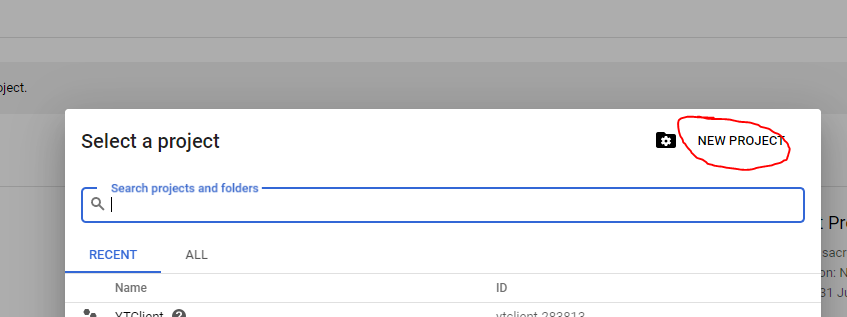 oject.
Select a project
NEW PROJECT
Search projects and folders
RECENT
ALL
Name
ID
YTClient
ytclient-283813
t Pr
sacr
on: N
31 Ju